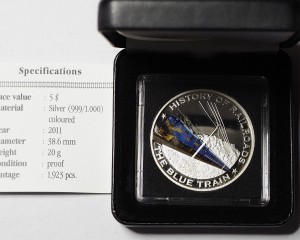 Specifications
ace value : 5 $
aterial : Silver (999/1.000)
coloured
ear : 2011
iameter : 38.6 mm
eight : 20 g
ondition : proof
intage : 1,925 pcs.
HISTORY OF RAILROADS
THE BLUE TRAIN